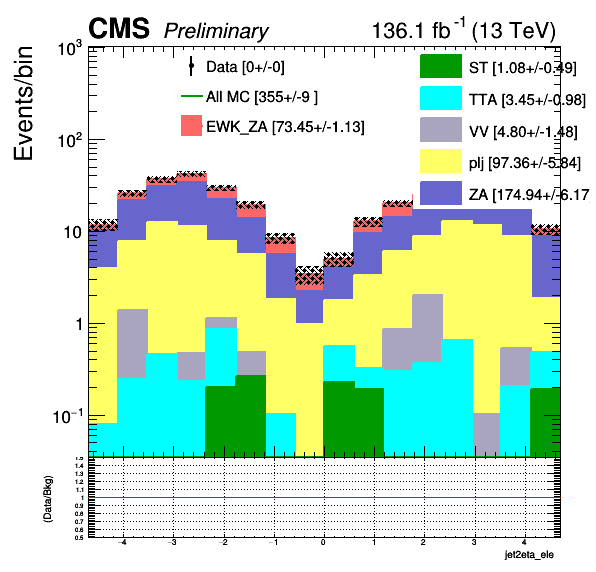 CMS Preliminary 136.1 fb⁻¹ (13 TeV)
Events/bin
10³
10²
10
1
10⁻¹
Data [0+/-0]
All MC [355+/-9 ]
EWK_ZA [73.45+/-1.13]
ST [1.08+/-0.49]
TTA [3.45+/-0.98]
VV [4.80+/-1.48]
plj [97.36+/-5.84]
ZA [174.94+/-6.17
(Data/Bkg)
1.5
1.4
1.3
1.2
1.1
1
0.9
0.8
0.7
0.6
0.5
−4 −3 −2 −1 0 1 2 3 4
jet2eta_ele